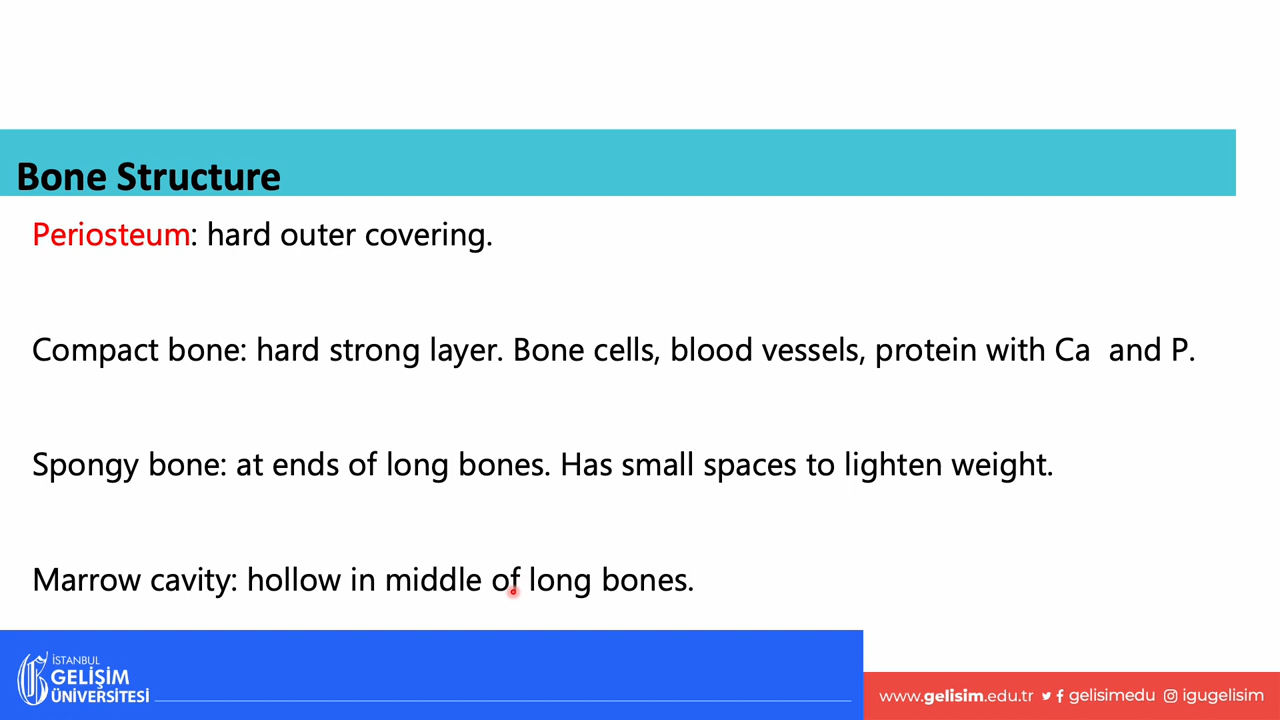 Bone Structure
Periosteum: hard outer covering.
Compact bone: hard strong layer. Bone cells, blood vessels, protein with Ca  and P.
Spongy bone: at ends of long bones. Has small spaces to lighten weight.
Marrow cavity: hollow in middle of long bones.
İSTANBUL
GELİŞİM
ÜNİVERSİTESİ
www.gelisim.edu.tr gelisimedu igugelisim